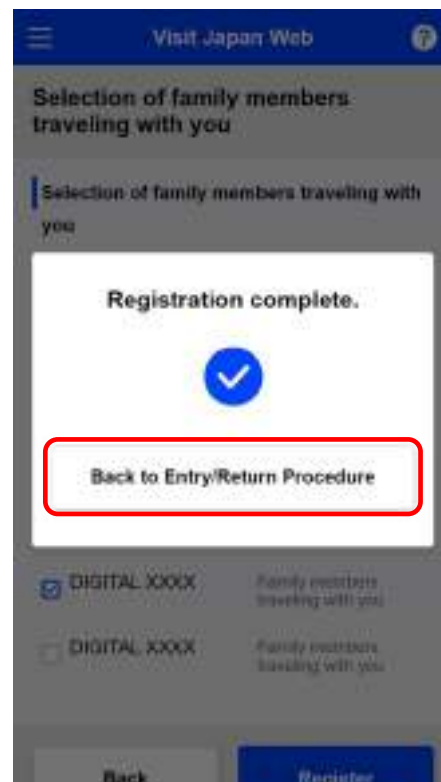 Visit Japan Web
?
Selection of family members
traveling with you
Selection of family members traveling with
you
Registration complete.
Back to Entry/Return Procedure
DIGITAL XXXX
Family members
traveling with you
DIGITAL XXXX
Family members
traveling with you
Back
Register